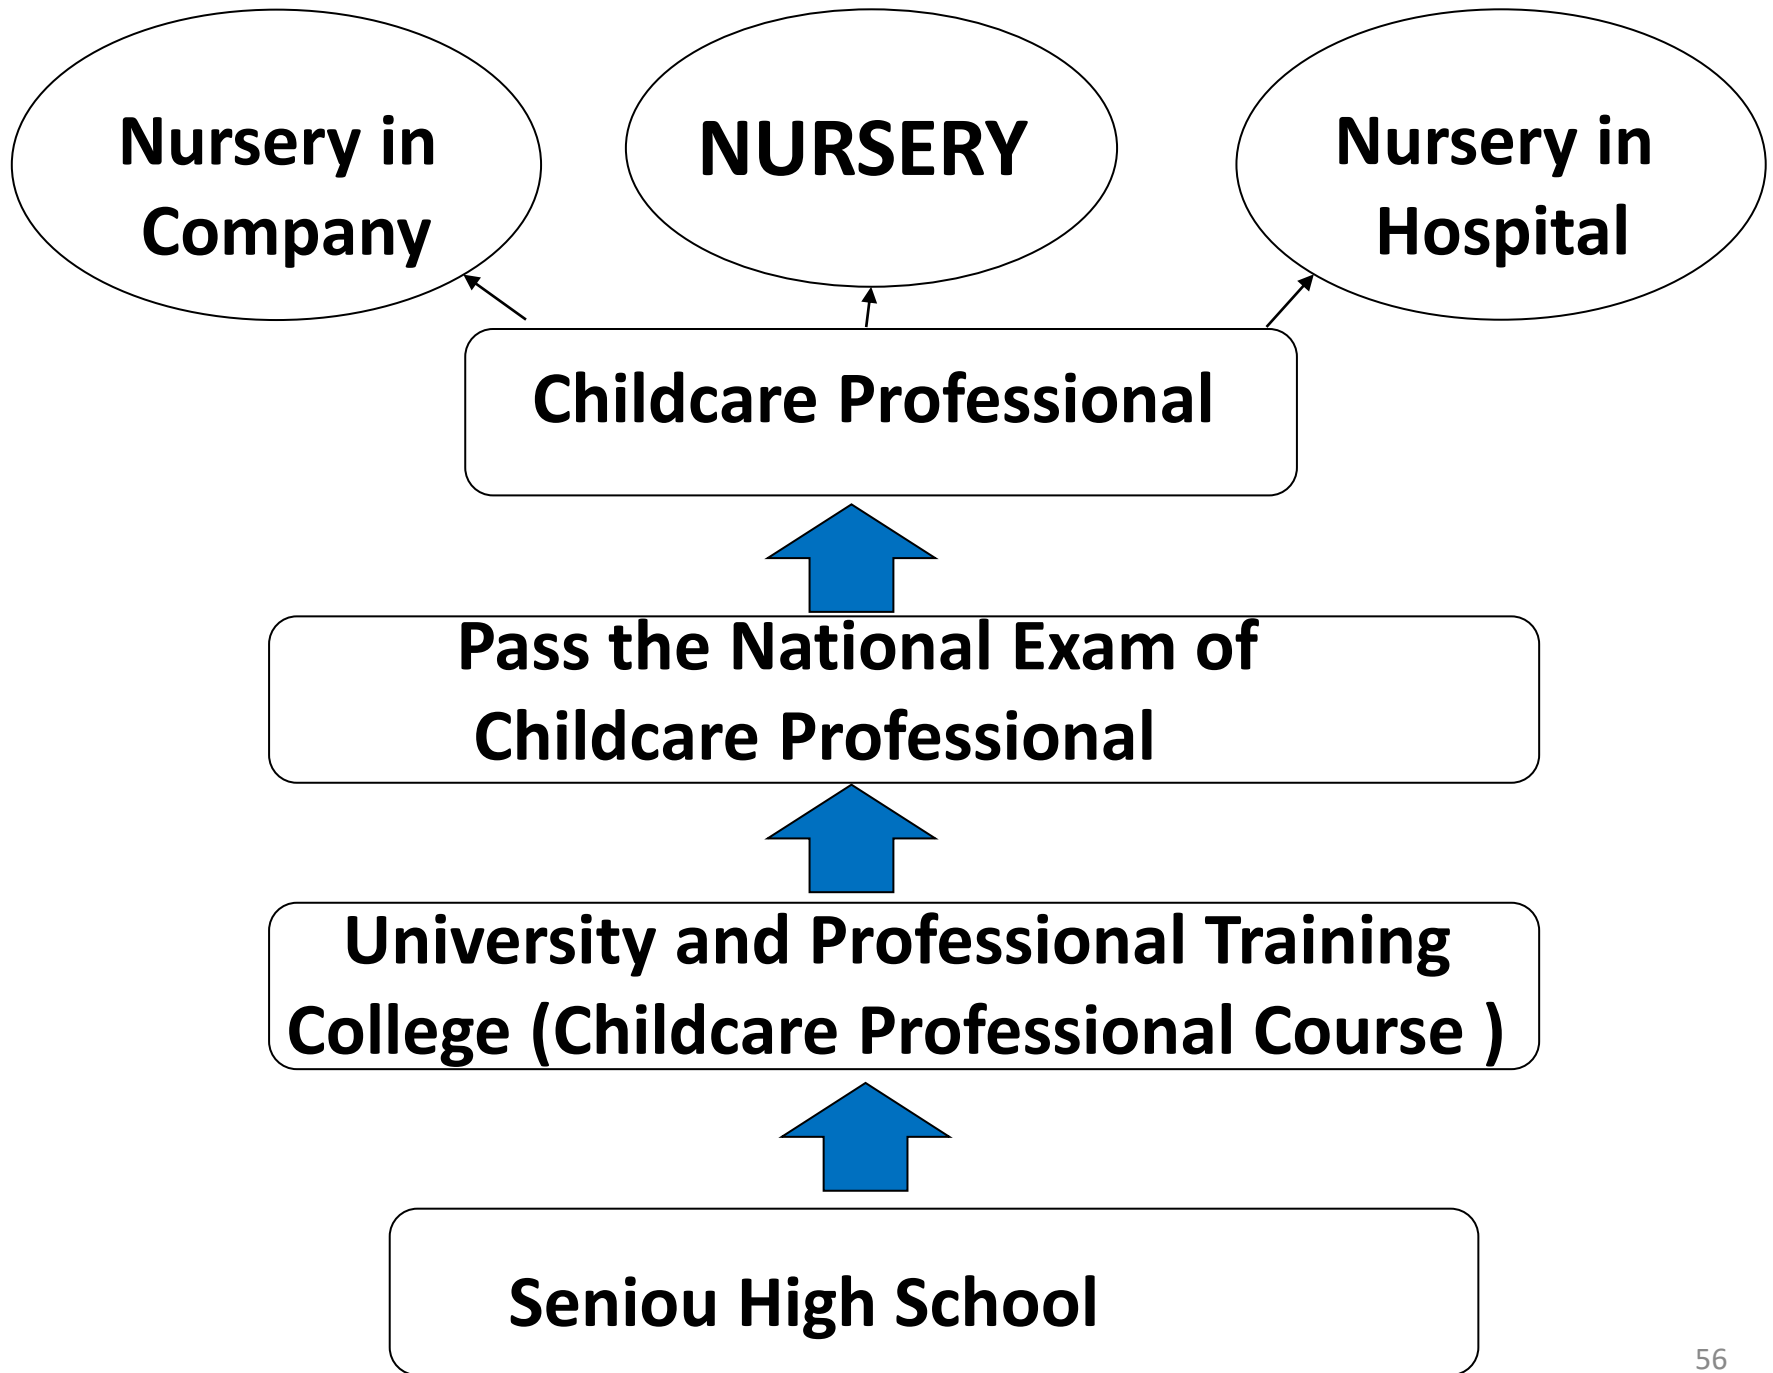 Nursery in
Company
NURSERY
Nursery in
Hospital
Childcare Professional
Pass the National Exam of
Childcare Professional
University and Professional Training
College (Childcare Professional Course )
Seniou High School
56